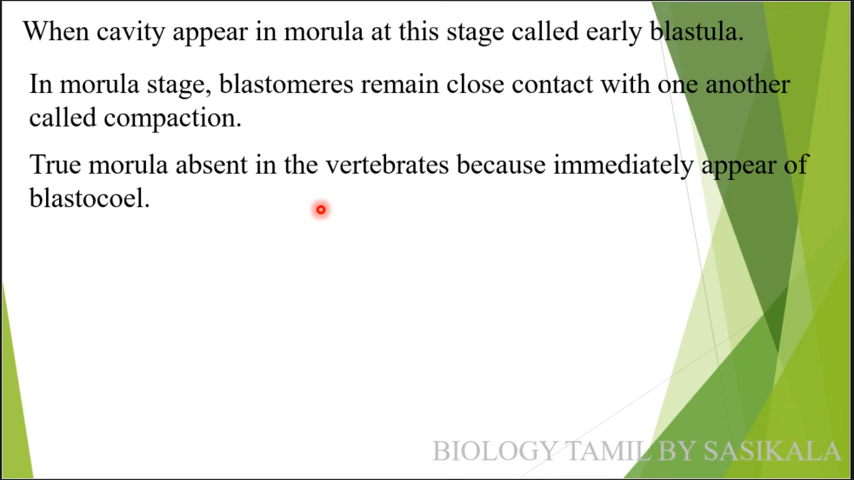 When cavity appear in morula at this stage called early blastula.
In morula stage, blastomeres remain close contact with one another
called compaction.
True morula absent in the vertebrates because immediately appear of
blastocoel.
BIOLOGY TAMIL BY SASIKALA